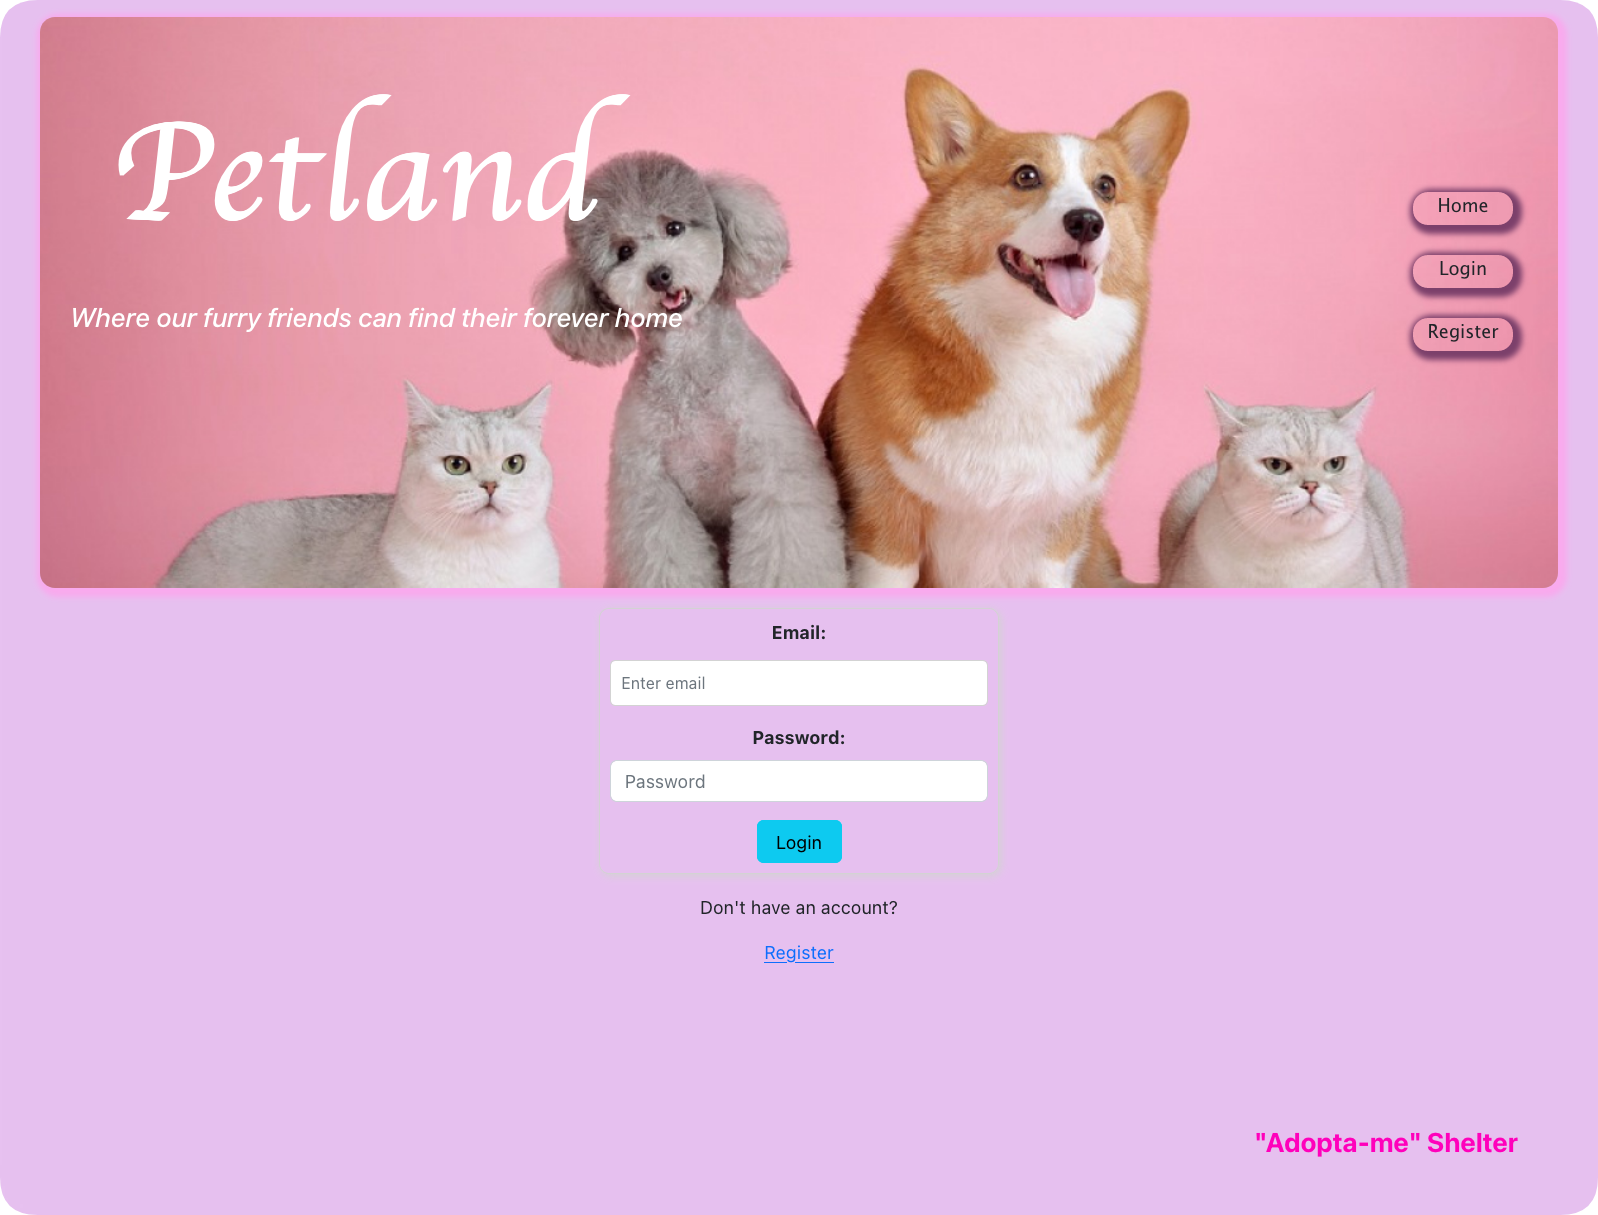 Petland
Where our furry friends can find their forever home
Home
Login
Register
Email:
Enter email
Password:
Password
Login
Don't have an account?
Register
"Adopta-me" Shelter